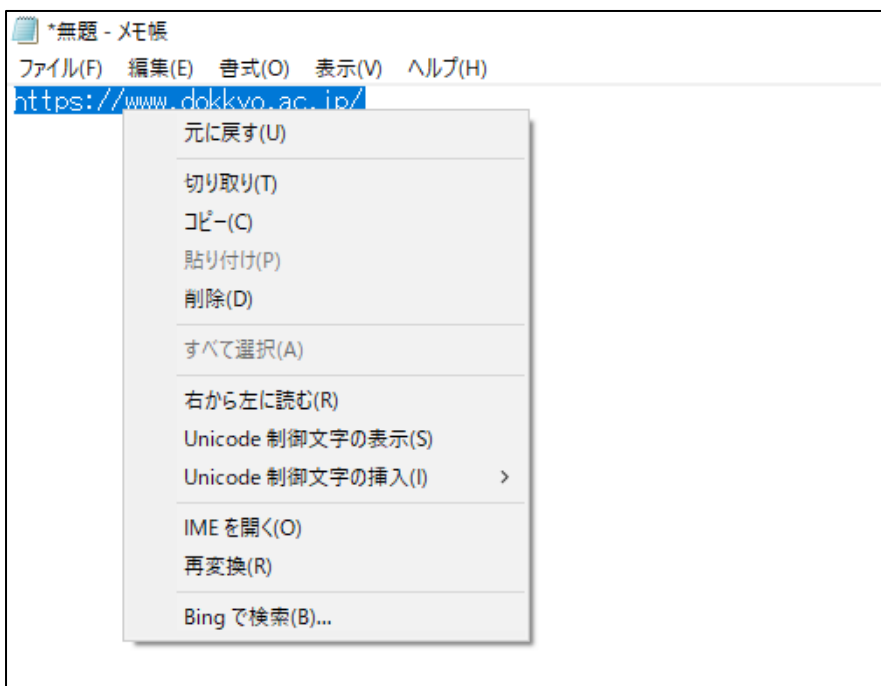 *無題 - メモ帳
ファイル(F) 編集(E) 書式(O) 表示(V) ヘルプ(H)
https://www.dokkyo.ac.jp/
元に戻す(U)
切り取り(T)
コピー(C)
貼り付け(P)
削除(D)
すべて選択(A)
右から左に読む(R)
Unicode 制御文字の表示(S)
Unicode 制御文字の挿入(I) >
IME を開く(O)
再変換(R)
Bing で検索(B)...